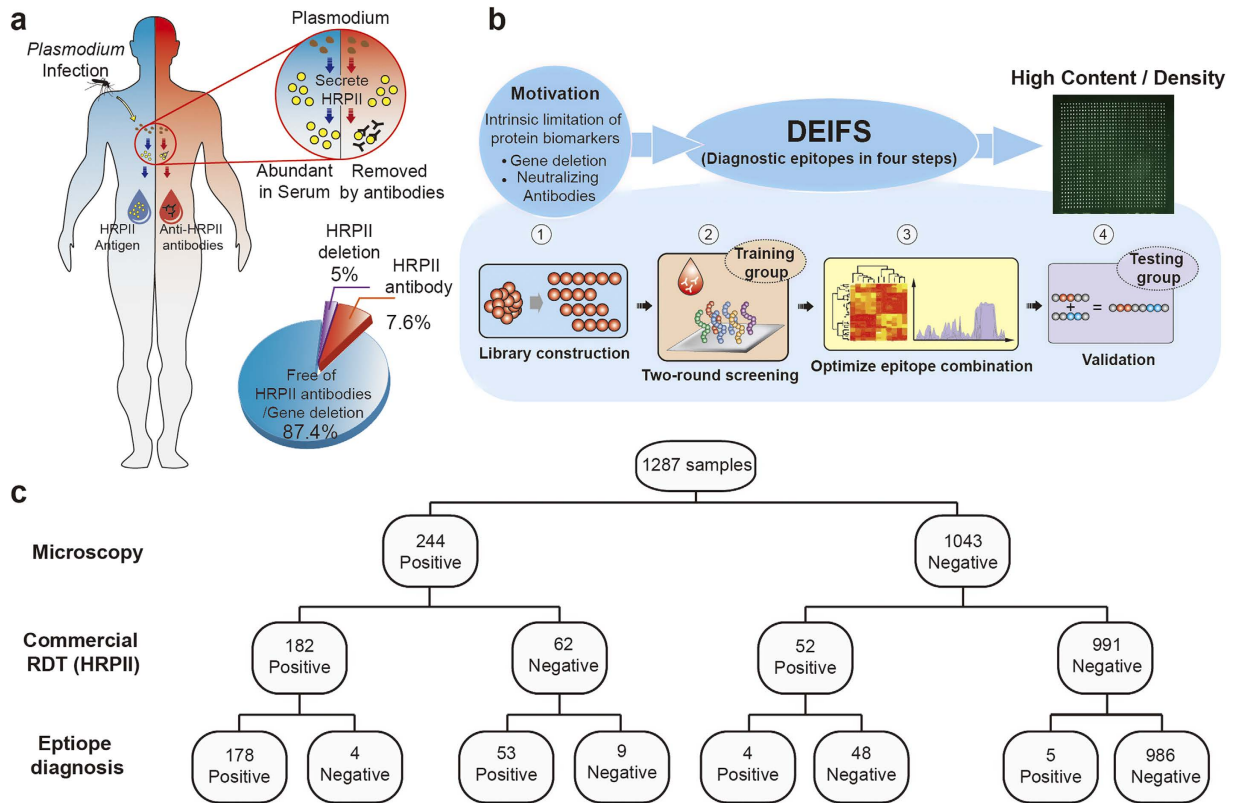 a
Plasmodium
Infection
Plasmodium
Secrete
HRPII
Abundant
in Serum
Removed
by antibodies
HRPII
Antigen
Anti-HRPII
antibodies
HRPII
deletion
5%
HRPII
antibody
7.6%
Free of
HRPII antibodies
/Gene deletion
87.4%
b
Motivation
Intrinsic limitation of
protein biomarkers
• Gene deletion
• Neutralizing
Antibodies
DEIFS
(Diagnostic epitopes in four steps)
High Content / Density
1
Library construction
2
Training
group
Two-round screening
3
Optimize epitope combination
4
Testing
group
+
=
Validation
c
1287 samples
Microscopy
244
Positive
1043
Negative
Commercial
RDT (HRPII)
182
Positive
62
Negative
52
Positive
991
Negative
Eptiope
diagnosis
178
Positive
4
Negative
53
Positive
9
Negative
4
Positive
48
Negative
5
Positive
986
Negative